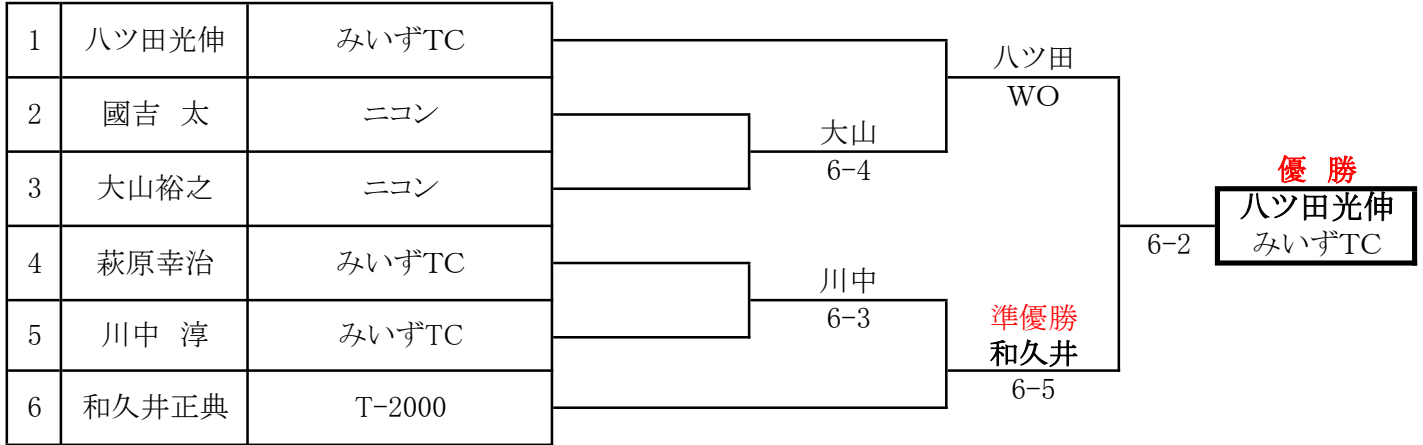 1 八ツ田光伸 みいずTC
2 國吉 太 ニコン
3 大山裕之 ニコン
4 萩原幸治 みいずTC
5 川中 淳 みいずTC
6 和久井正典 T-2000
大山
6-4
川中
6-3
八ツ田
WO
準優勝
和久井
6-5
6-2
優 勝
八ツ田光伸
みいずTC